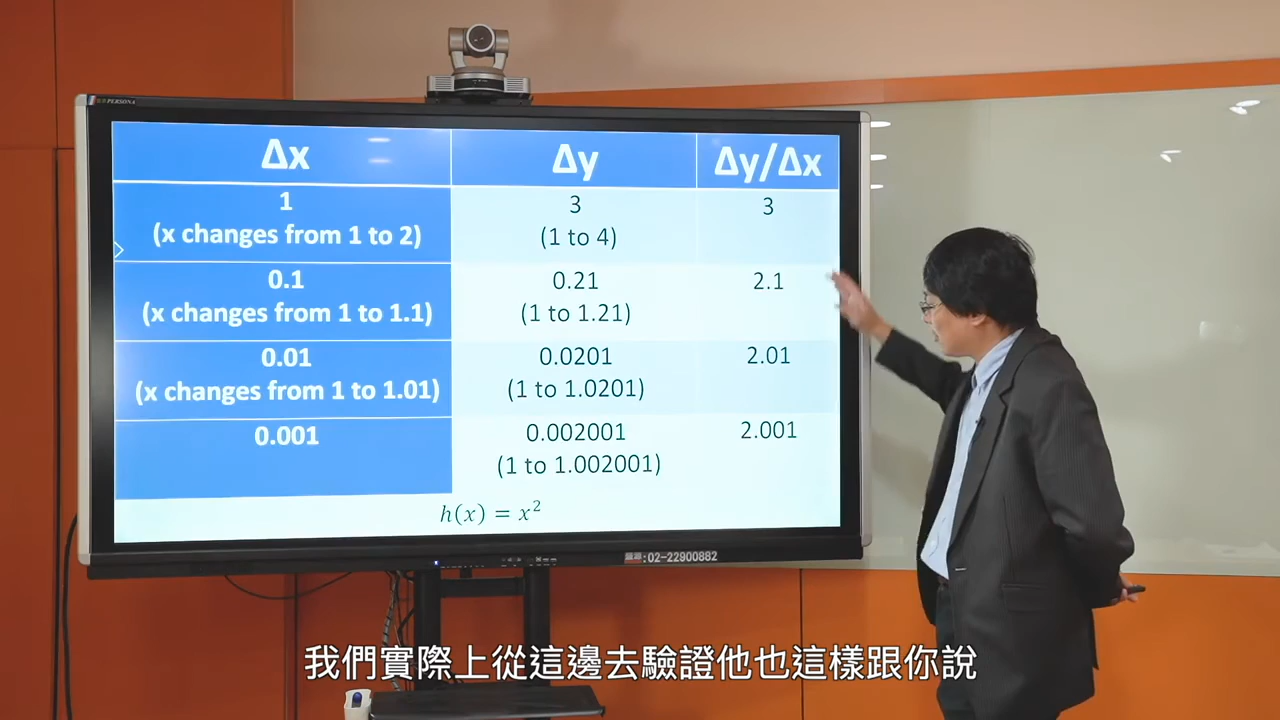 PERSONA
Δx Δy Δy/Δx
1 3 3
(x changes from 1 to 2) (1 to 4)
0.1 0.21 2.1
(x changes from 1 to 1.1) (1 to 1.21)
0.01 0.0201 2.01
(x changes from 1 to 1.01) (1 to 1.0201)
0.001 0.002001 2.001
(1 to 1.002001)
h(x) = x²
:02-22900882
我們實際上從這邊去驗證他也這樣跟你說